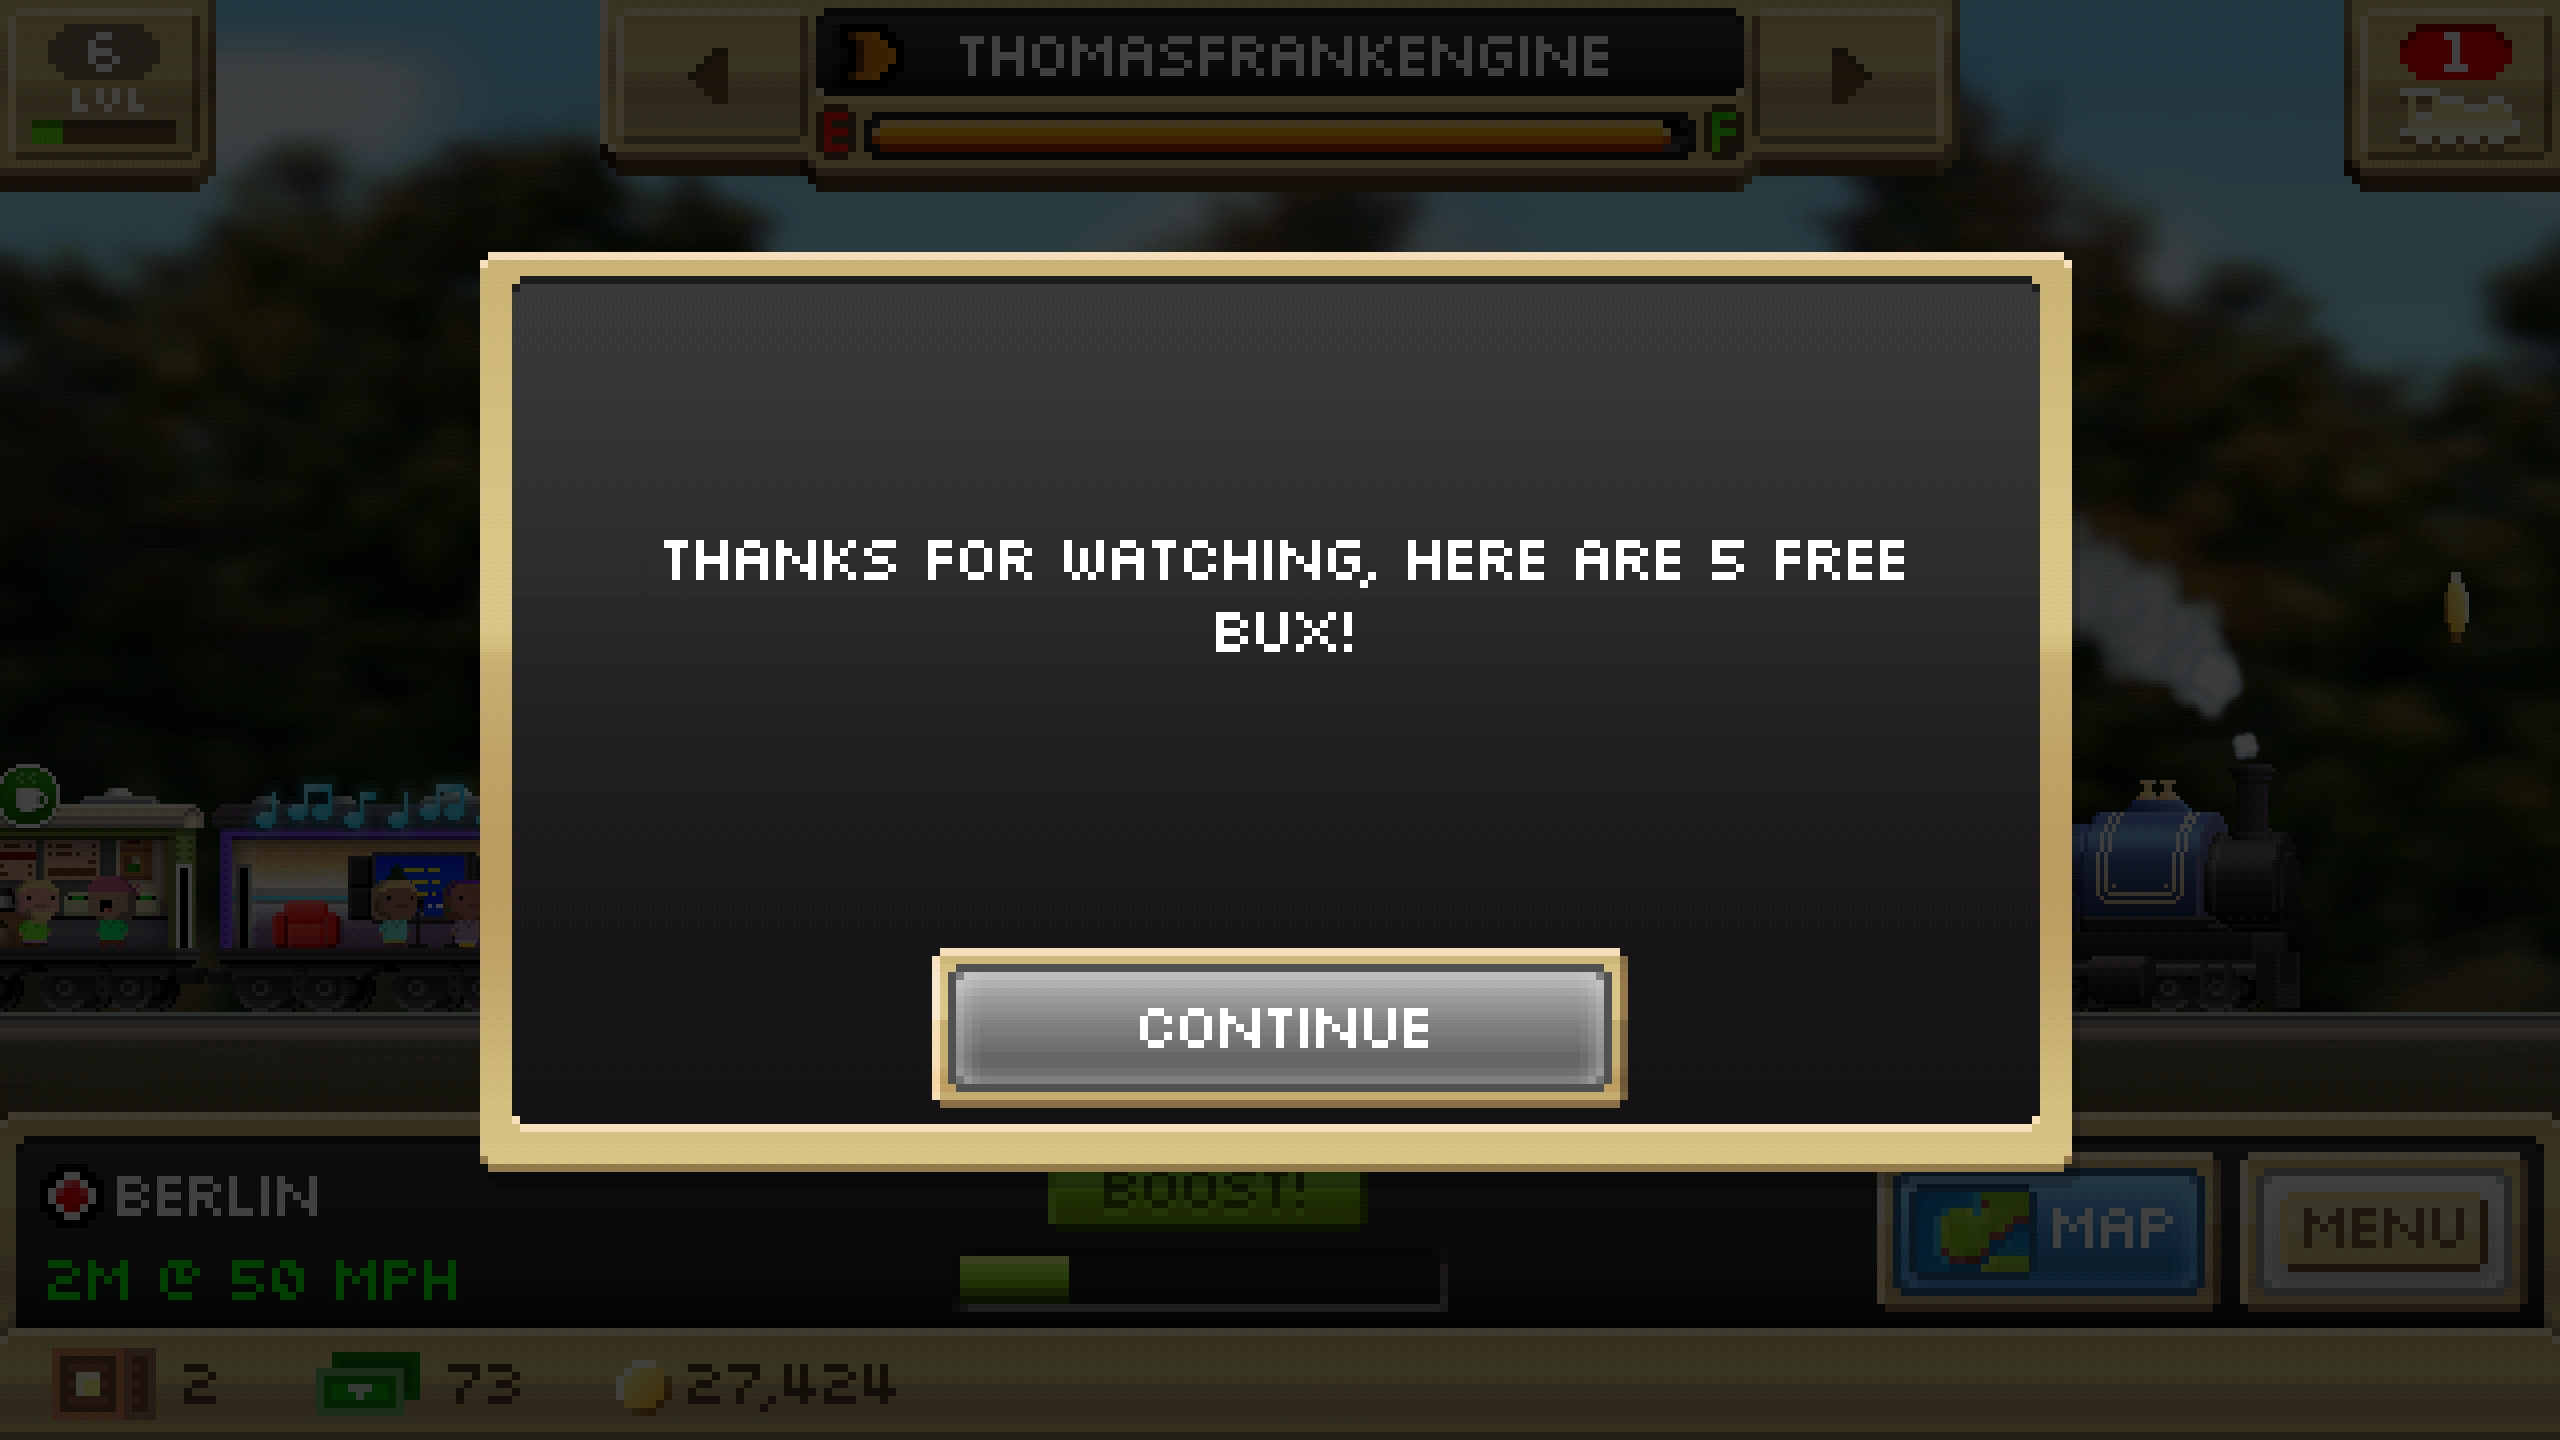 6
LVL
THOMASFRANKENGINE
E
F
1
THANKS FOR WATCHING, HERE ARE 5 FREE
BUX!
CONTINUE
BERLIN
2M @ 50 MPH
BOOST!
MAP
MENU
2
73
27,424